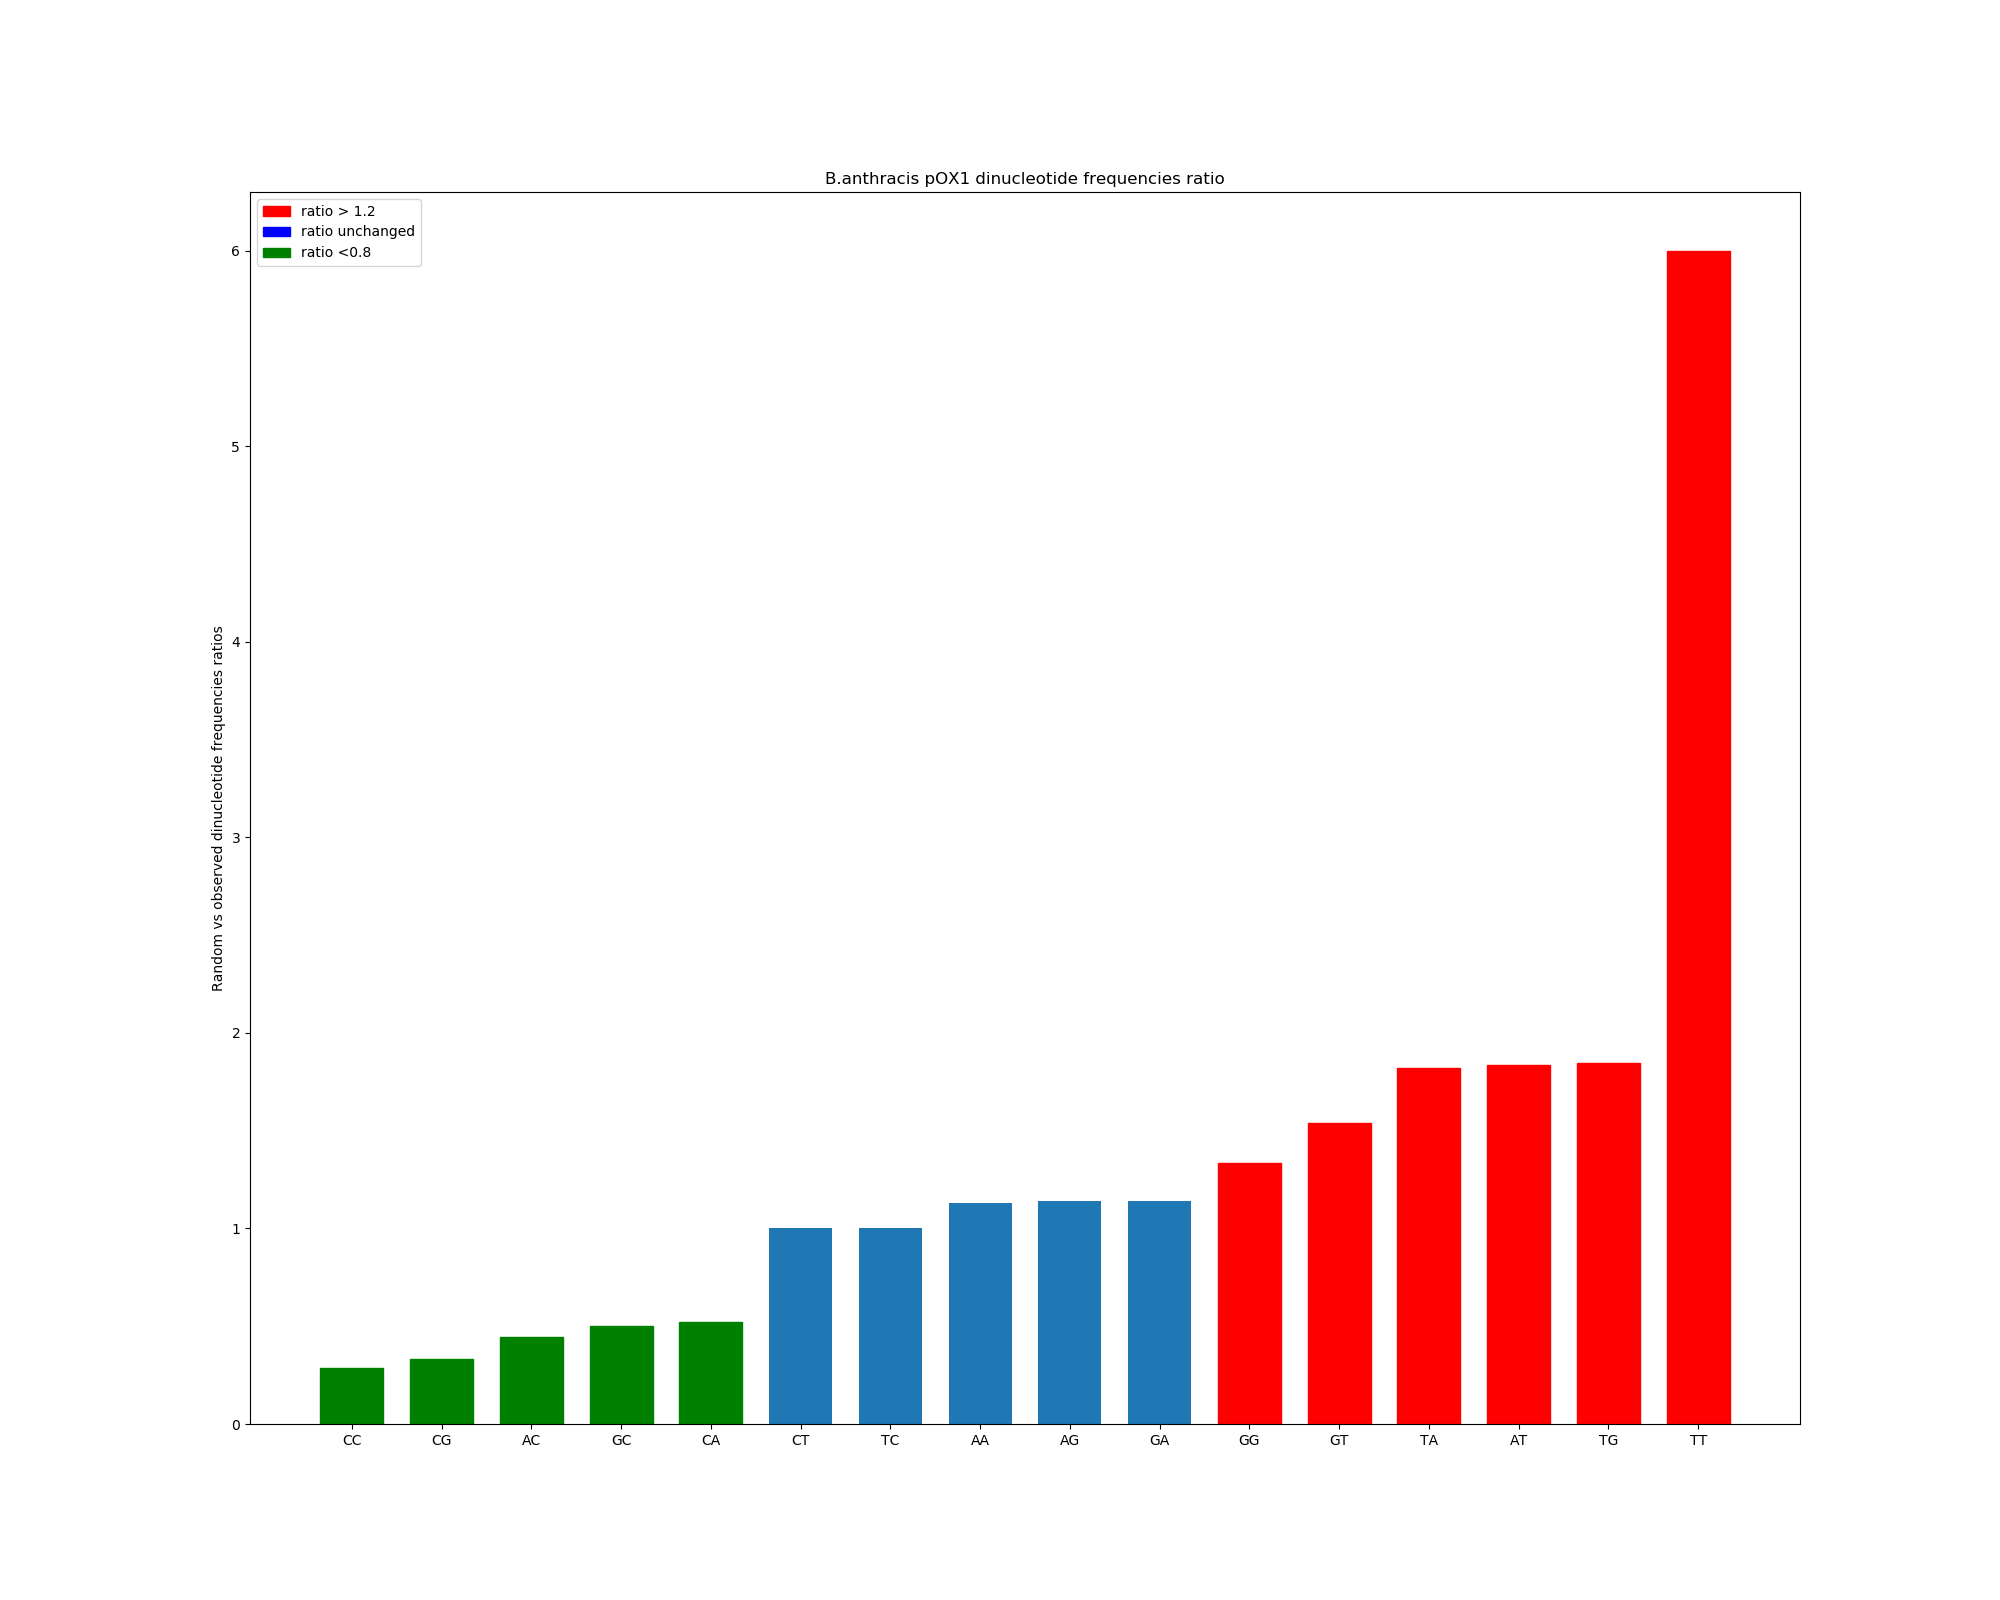 B.anthracis pOX1 dinucleotide frequencies ratio
ratio > 1.2
ratio unchanged
ratio <0.8
Random vs observed dinucleotide frequencies ratios
6
5
4
3
2
1
0
CC CG AC GC CA CT TC AA AG GA GG GT TA AT TG TT